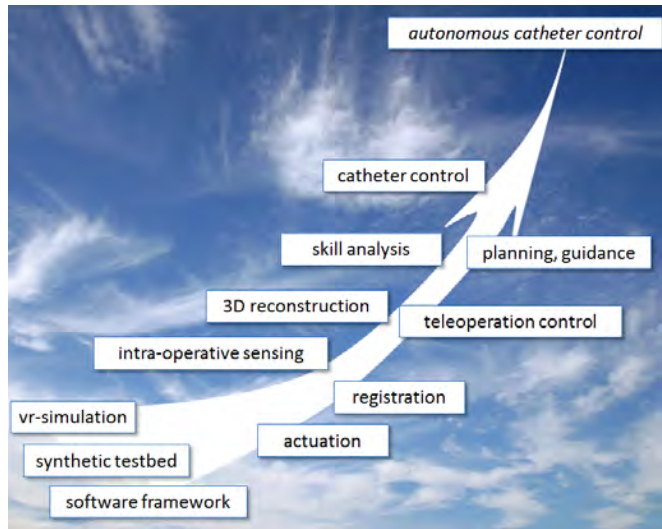 autonomous catheter control
catheter control
skill analysis
planning, guidance
3D reconstruction
teleoperation control
intra-operative sensing
registration
vr-simulation
actuation
synthetic testbed
software framework